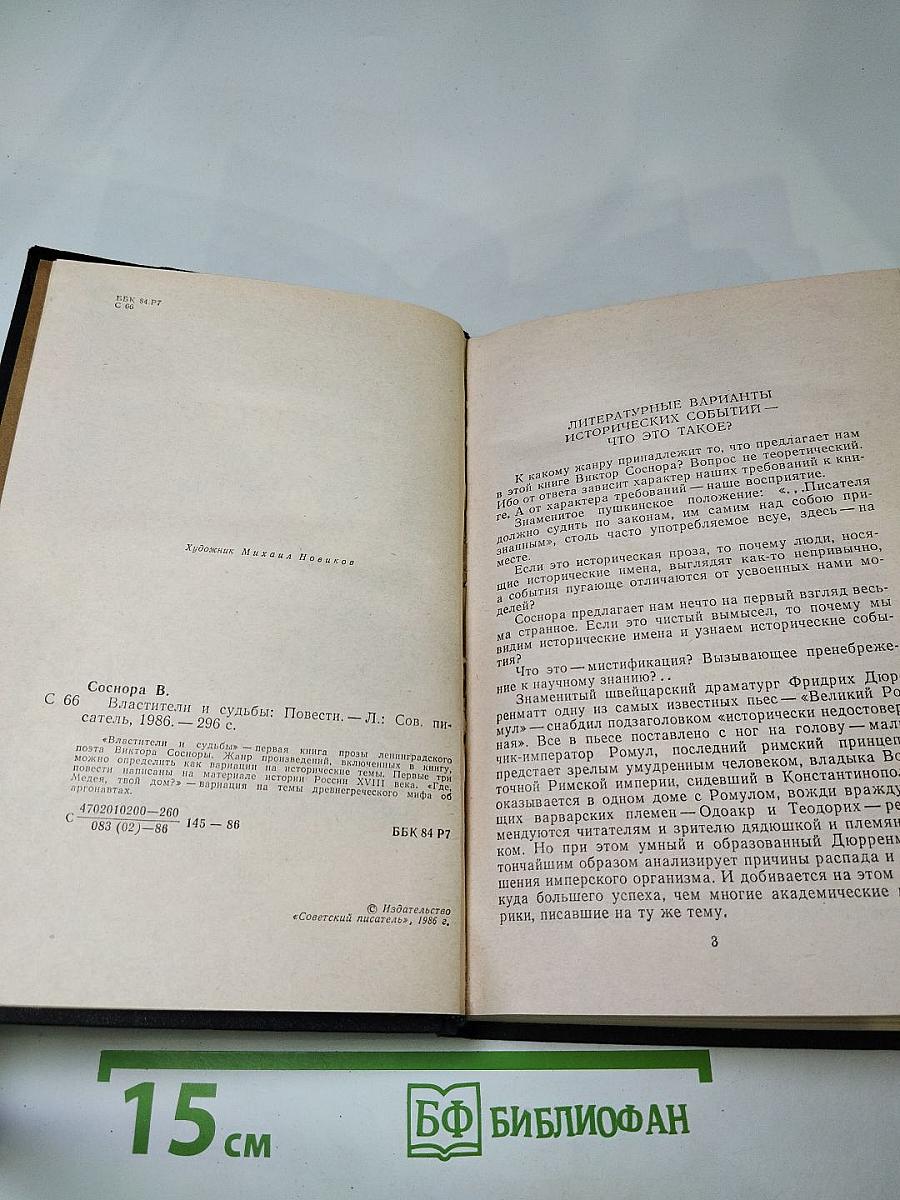 ББК 84.Р7
С 66
Художник Михаил Новиков
Соснора В.
С 66 Властители и судьбы: Повести. — Л.: Сов. пи-
сатель, 1986. — 296 с.
«Властители и судьбы» — первая книга прозы ленинградского
поэта Виктора Сосноры. Жанр произведений, включенных в книгу,
можно определить как вариации на исторические темы. Первые три
повести написаны на материале истории России XVIII века. «Где,
Медея, твой дом?» — вариация на темы древнегреческого мифа об
аргонавтах.
С 4702010200—260
083 (02)—86 145 — 86
ББК 84 Р7
© Издательство
«Советский писатель», 1986 г.
ЛИТЕРАТУРНЫЕ ВАРИАНТЫ
ИСТОРИЧЕСКИХ СОБЫТИЙ —
ЧТО ЭТО ТАКОЕ?
К какому жанру принадлежит то, что предлагает нам
в этой книге Виктор Соснора? Вопрос не теоретический.
Ибо от ответа зависит характер наших требований к кни-
ге. А от характера требований — наше восприятие.
Знаменитое пушкинское положение: «...Писателя
должно судить по законам, им самим над собою при-
знанным», столь часто употребляемое всуе, здесь — на
месте.
Если это историческая проза, то почему люди, нося-
щие исторические имена, выглядят как-то непривычно,
а события пугающе отличаются от усвоенных нами мо-
делей?
Соснора предлагает нам нечто на первый взгляд весь-
ма странное. Если это чистый вымысел, то почему мы
видим исторические имена и узнаем исторические собы-
тия?
Что это — мистификация? Вызывающее пренебреже-
ние к научному знанию?..
Знаменитый швейцарский драматург Фридрих Дюр-
ренматт одну из самых известных пьес — «Великий Ро-
мул» — снабдил подзаголовком «исторически недостовер
ная». Все в пьесе поставлено с ног на голову — маль
чик-император Ромул, последний римский принцеп
предстает зрелым умудренным человеком, владыка Во
точной Римской империи, сидевший в Константинопол
оказывается в одном доме с Ромулом, вожди вражду
щих варварских племен — Одоакр и Теодорих — ре
мендуются читателям и зрителю дядюшкой и племян
ком. Но при этом умный и образованный Дюрренм
тончайшим образом анализирует причины распада и
шения имперского организма. И добивается на этом
куда большего успеха, чем многие академические
рики, писавшие на ту же тему.
3
15 см
БФ БИБЛИОФАН